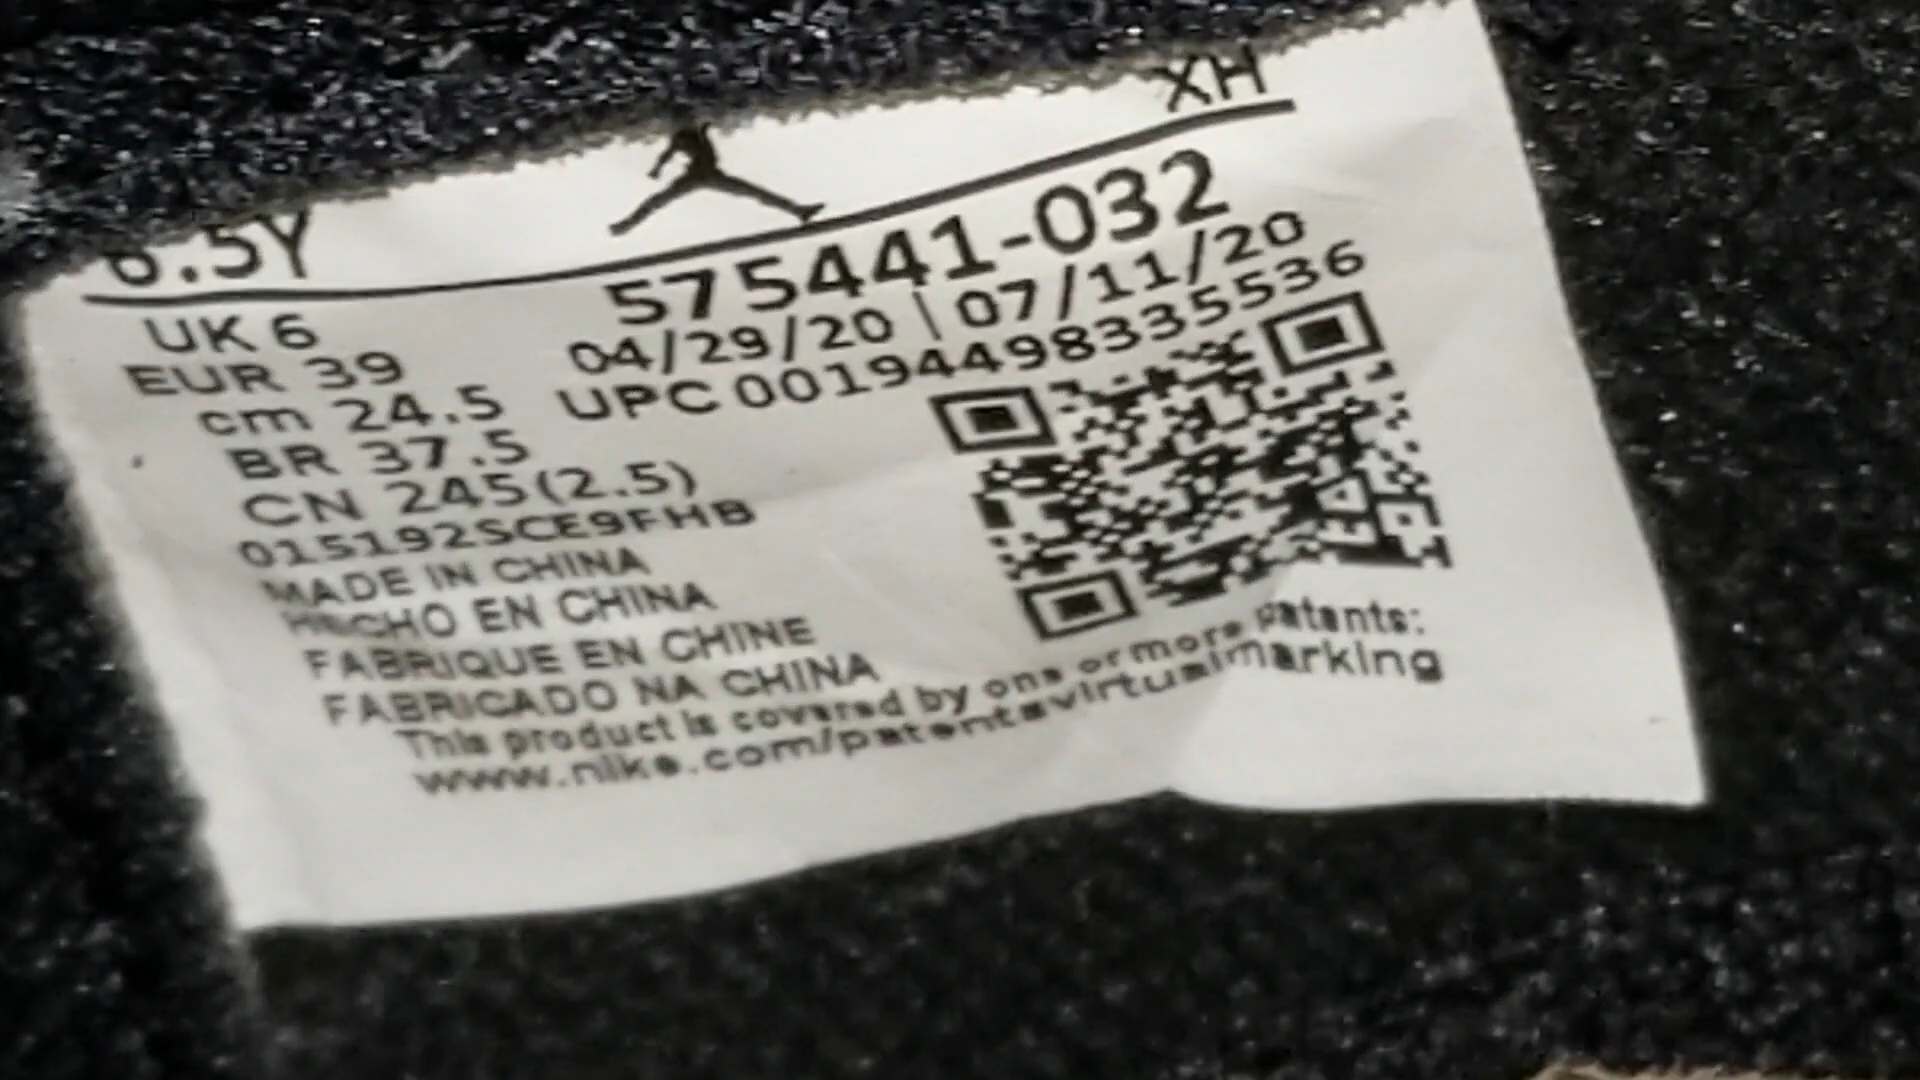 6.5Y XH
575441-032
UK 6 04/29/20 | 07/11/20
EUR 39 UPC 00194498335536
cm 24.5
BR 37.5
CN 245(2.5)
015192SCE9FHB
MADE IN CHINA
HECHO EN CHINA
FABRIQUE EN CHINE
FABRICADO NA CHINA
This product is covered by one or more patents:
www.nike.com/patentsvirtualmarking